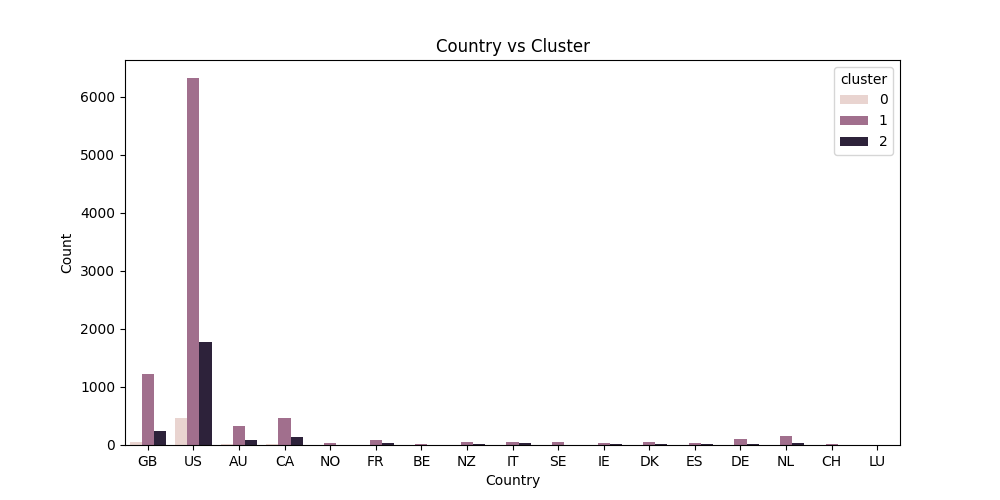 Country vs Cluster
cluster
0
1
2
6000
5000
4000
3000
2000
1000
0
Count
GB US AU CA NO FR BE NZ IT SE IE DK ES DE NL CH LU
Country